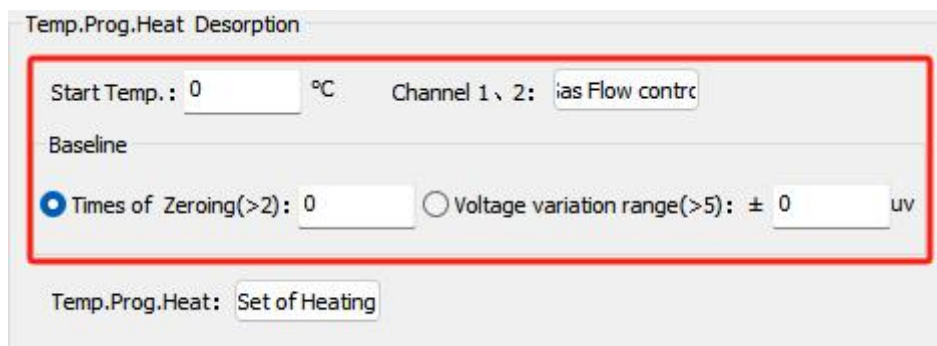 Temp.Prog.Heat Desorption
Start Temp.: 0 ℃ Channel 1、2: ias Flow contrc
Baseline
Times of Zeroing(>2): 0 Voltage variation range(>5): ± 0 uv
Temp.Prog.Heat: Set of Heating